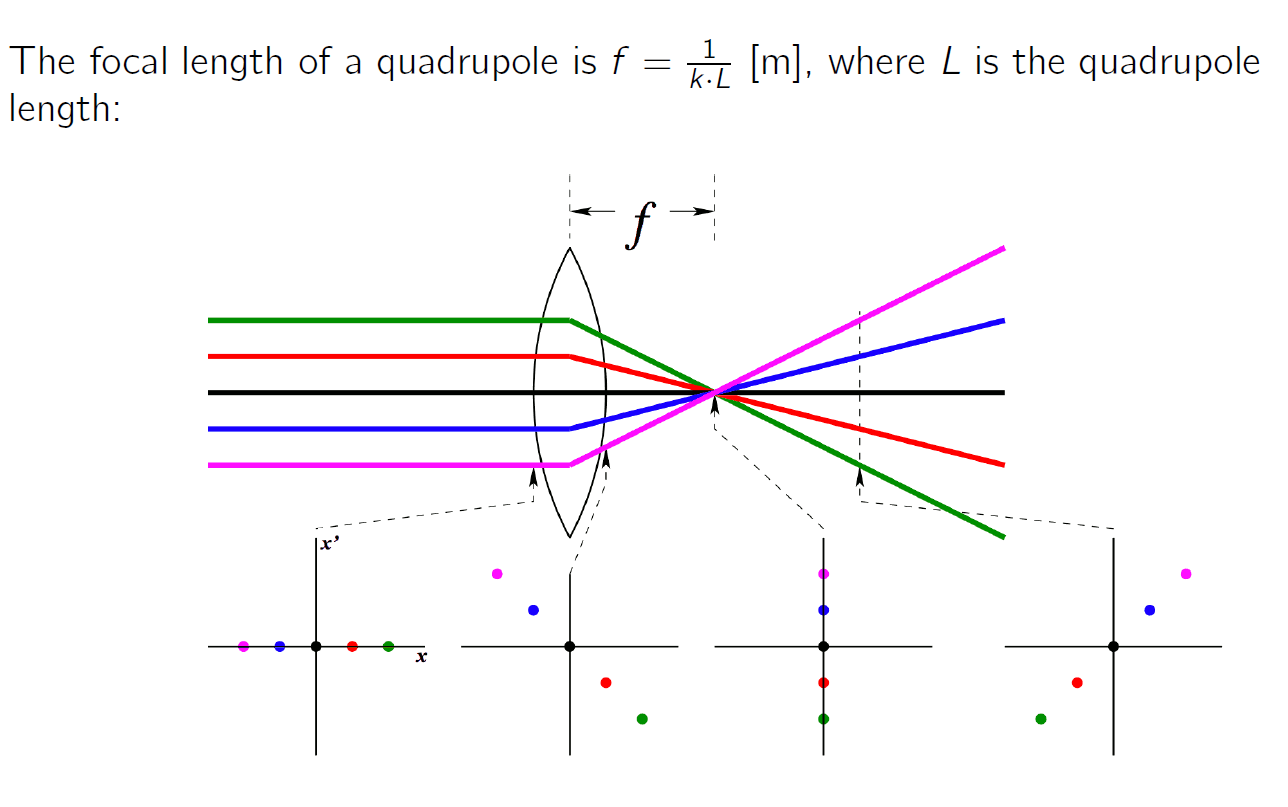 The focal length of a quadrupole is f = 1/(k·L) [m], where L is the quadrupole
length:
f
x’
x